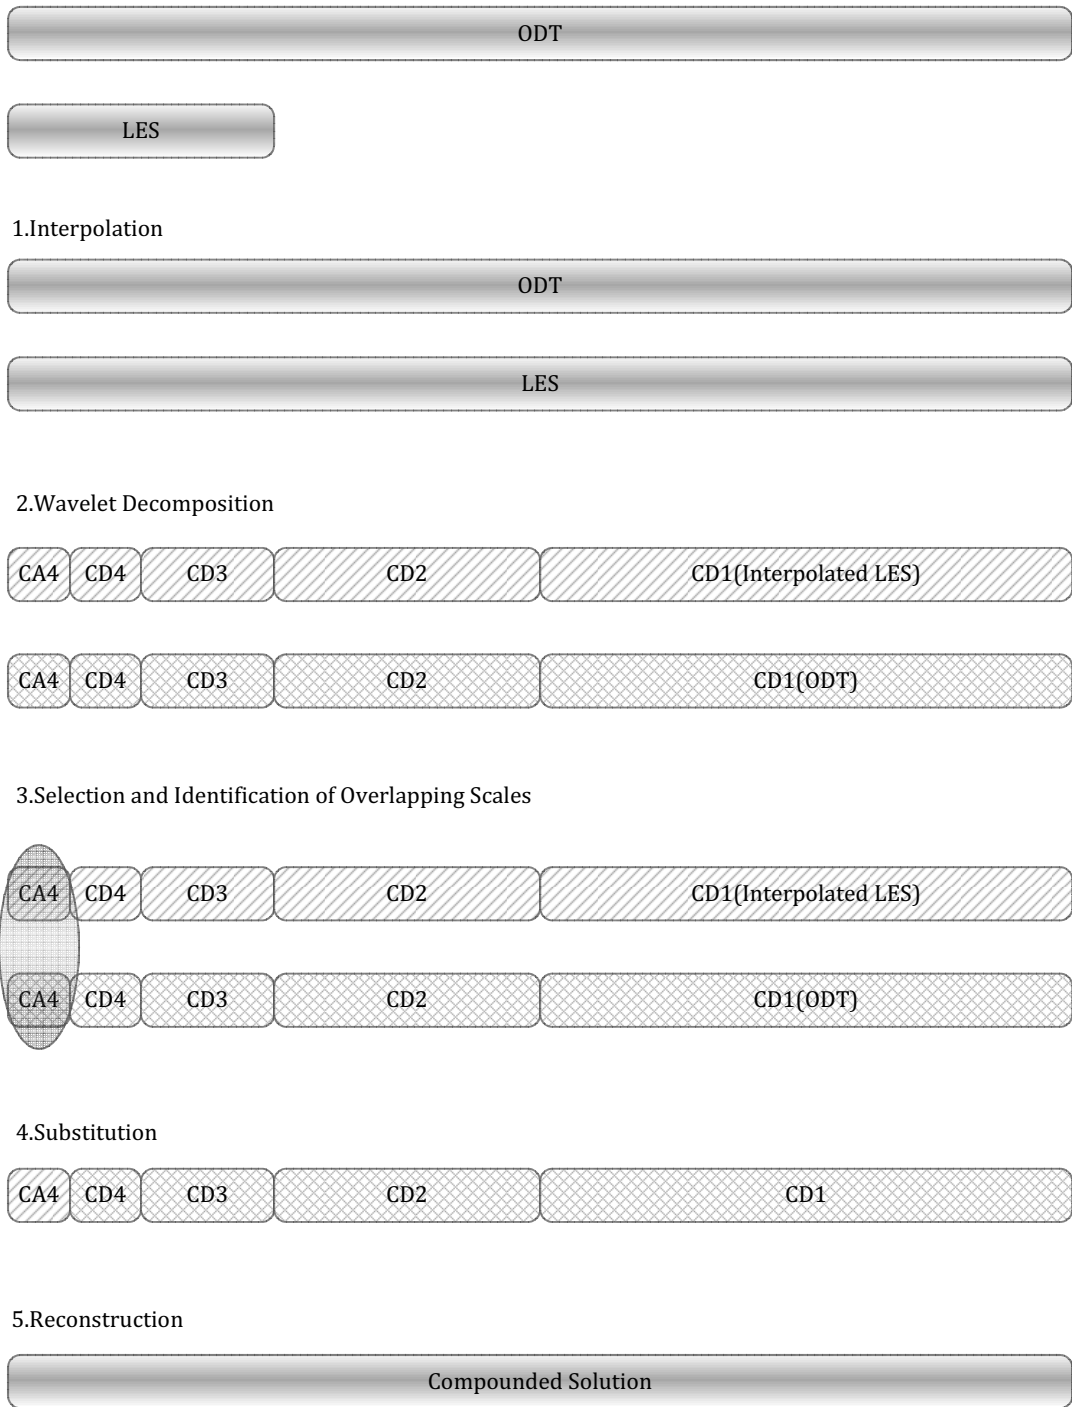 ODT
LES
1.Interpolation
ODT
LES
2.Wavelet Decomposition
CA4 CD4 CD3 CD2 CD1(Interpolated LES)
CA4 CD4 CD3 CD2 CD1(ODT)
3.Selection and Identification of Overlapping Scales
CA4 CD4 CD3 CD2 CD1(Interpolated LES)
CA4 CD4 CD3 CD2 CD1(ODT)
4.Substitution
CA4 CD4 CD3 CD2 CD1
5.Reconstruction
Compounded Solution